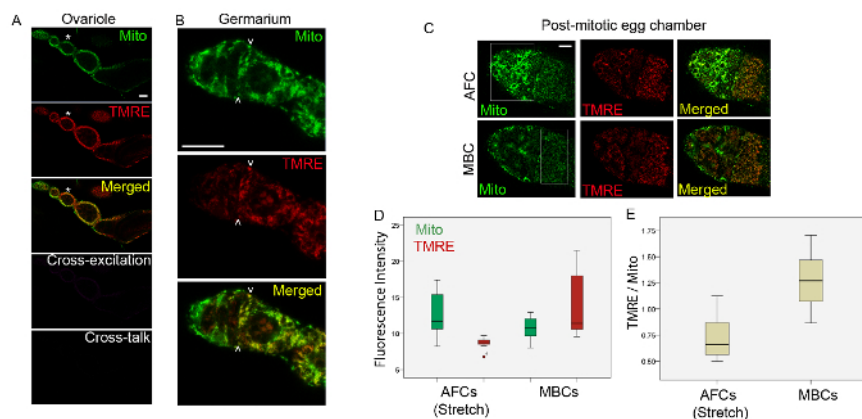 A
Ovariole
Mito
*
TMRE
*
Merged
*
Cross-excitation
Cross-talk
B
Germarium
Mito
TMRE
Merged
C
Post-mitotic egg chamber
AFC
Mito
TMRE
Merged
MBC
Mito
TMRE
Merged
D
Mito
TMRE
Fluorescence Intensity
25
20
15
10
5
AFCs
(Stretch)
MBCs
E
TMRE / Mito
1.75
1.50
1.25
1.00
0.75
0.50
AFCs
(Stretch)
MBCs